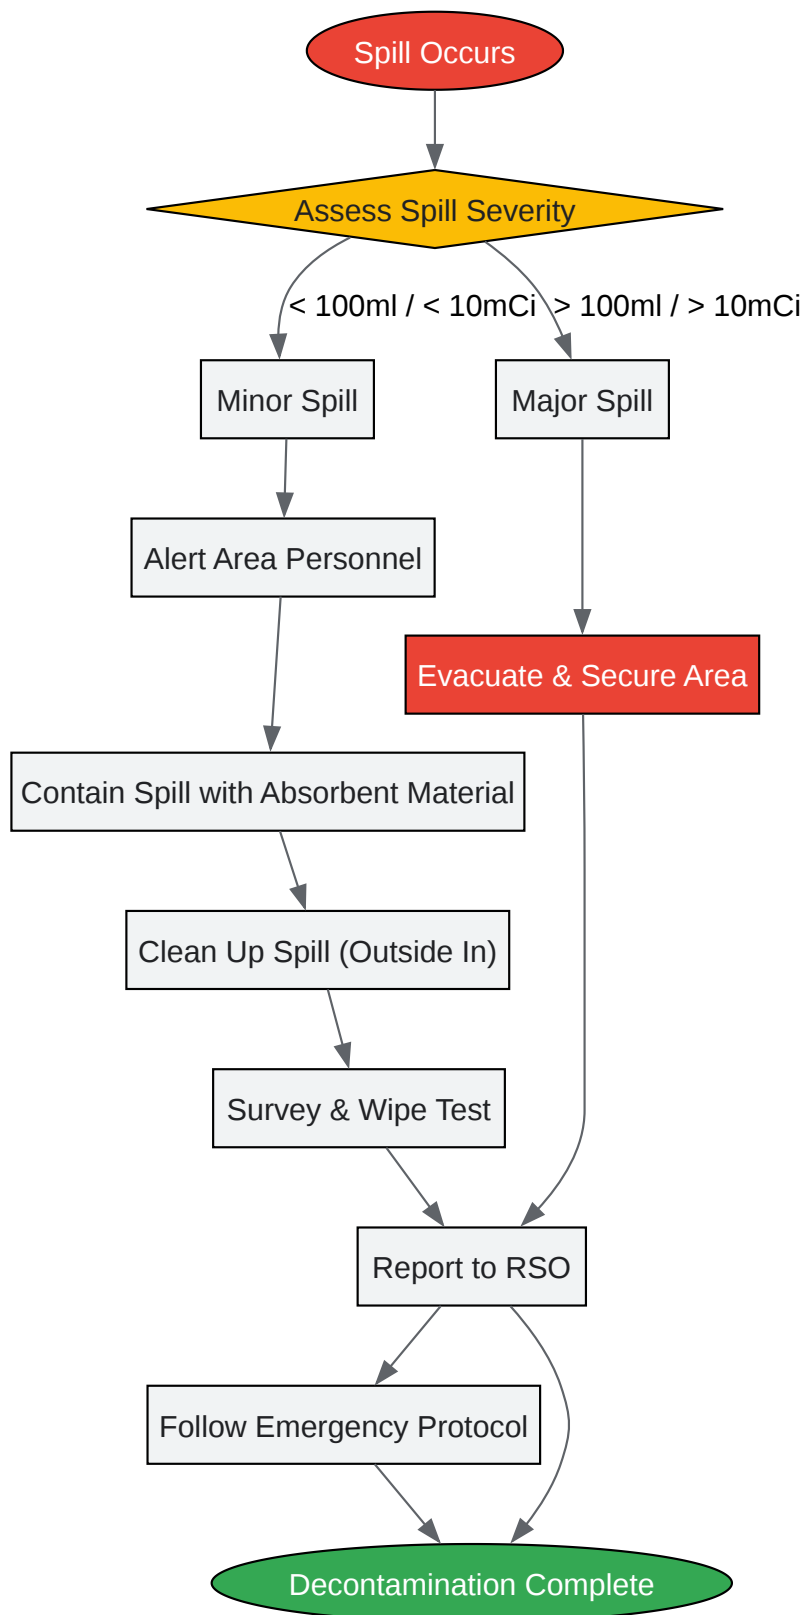 Spill Occurs
Assess Spill Severity
< 100ml / < 10mCi
> 100ml / > 10mCi
Minor Spill
Major Spill
Alert Area Personnel
Evacuate & Secure Area
Contain Spill with Absorbent Material
Clean Up Spill (Outside In)
Survey & Wipe Test
Report to RSO
Follow Emergency Protocol
Decontamination Complete